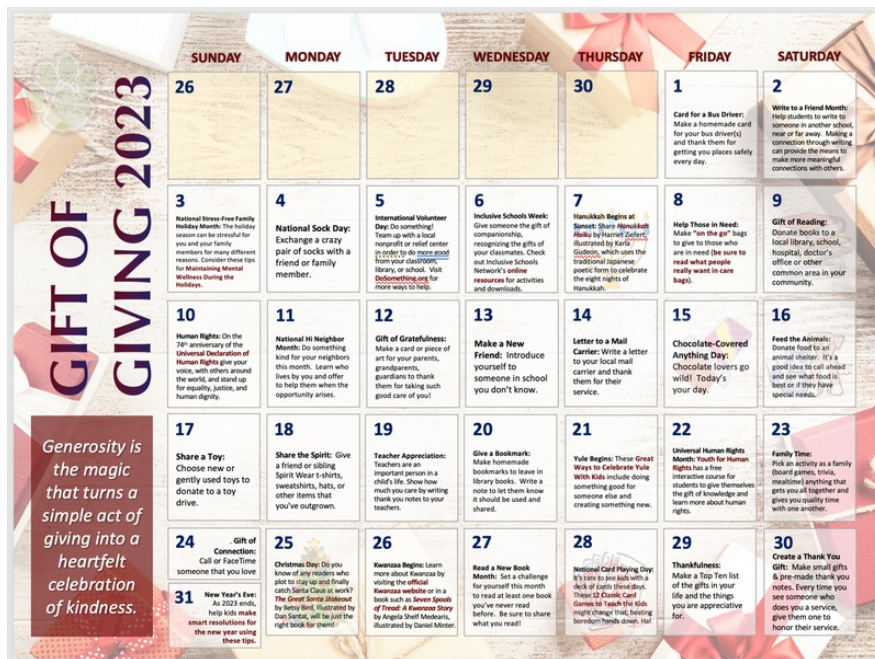 GIFT OF
GIVING 2023
SUNDAY MONDAY TUESDAY WEDNESDAY THURSDAY FRIDAY SATURDAY
26
27
28
29
30
1
Card for a Bus Driver:
Make a homemade card
for your bus driver(s)
and thank them for
getting you places safely
every day.
2
Write to a Friend Month:
Help students to write to
someone in another school,
near or far away. Making a
connection through writing
can provide the means to
make more meaningful
connections with others.
3
National Stress-Free Family
Holiday Month: The holiday
season can be stressful for
you and your family
members for many different
reasons. Consider these tips
for Maintaining Mental
Wellness During the
Holidays.
4
National Sock Day:
Exchange a crazy
pair of socks with a
friend or family
member.
5
International Volunteer
Day: Do something!
Team up with a local
nonprofit or relief center
in order to do more good
from your classroom,
library, or school. Visit
DoSomething.org for
more ways to help.
6
Inclusive Schools Week:
Give someone the gift of
companionship,
recognizing the gifts of
your classmates. Check
out Inclusive Schools
Network's online
resources for activities
and downloads.
7
Hanukkah Begins at
Sunset: Share Hanukkah
Haiku by Harriet Ziefert,
illustrated by Karla
Gudeon, which uses the
traditional Japanese
poetic form to celebrate
the eight nights of
Hanukkah.
8
Help Those in Need:
Make "on the go" bags
to give to those who
are in need (be sure to
read what people
really want in care
bags).
9
Gift of Reading:
Donate books to a
local library, school,
hospital, doctor's
office or other
common area in your
community.
10
Human Rights: On the
74th anniversary of the
Universal Declaration of
Human Rights give your
voice, with others around
the world, and stand up
for equality, justice, and
human dignity.
11
National Hi Neighbor
Month: Do something
kind for your neighbors
this month. Learn who
lives by you and offer
to help them when the
opportunity arises.
12
Gift of Gratefulness:
Make a card or piece of
art for your parents,
grandparents,
guardians to thank
them for taking such
good care of you!
13
Make a New
Friend: Introduce
yourself to
someone in school
you don't know.
14
Letter to a Mail
Carrier: Write a letter
to your local mail
carrier and thank
them for their
service.
15
Chocolate-Covered
Anything Day:
Chocolate lovers go
wild! Today's
your day.
16
Feed the Animals:
Donate food to an
animal shelter. It's a
good idea to call ahead
and see what food is
best or if they have
special needs.
17
Share a Toy:
Choose new or
gently used toys to
donate to a toy
drive.
18
Share the Spirit: Give
a friend or sibling
Spirit Wear t-shirts,
sweatshirts, hats, or
other items that
you've outgrown.
19
Teacher Appreciation:
Teachers are an
important person in a
child's life. Show how
much you care by writing
thank you notes to your
teachers.
20
Give a Bookmark:
Make homemade
bookmarks to leave in
library books. Write a
note to let them know
it should be used and
shared.
21
Yule Begins: These Great
Ways to Celebrate Yule
With Kids include doing
something good for
someone else and
creating something new.
22
Universal Human Rights
Month: Youth for Human
Rights has a free
interactive course for
students to give themselves
the gift of knowledge and
learn more about human
rights.
23
Family Time:
Pick an activity as a family
(board games, trivia,
mealtime) anything that
gets you all together and
gives you quality time
with one another.
24
. Gift of
Connection:
Call or FaceTime
someone that you love
31
New Year's Eve:
As 2023 ends,
help kids make
smart resolutions for
the new year using
these tips.
25
Christmas Day: Do you
know of any readers who
plot to stay up and finally
catch Santa Claus at work?
The Great Santa Stakeout
by Betsy Bird, illustrated by
Dan Santat, will be just the
right book for them!
26
Kwanzaa Begins: Learn
more about Kwanzaa by
visiting the official
Kwanzaa website or in a
book such as Seven Spools
of Tread: A Kwanzaa Story
by Angela Shelf Medearis,
illustrated by Daniel Minter.
27
Read a New Book
Month: Set a challenge
for yourself this month
to read at least one book
you've never read
before. Be sure to share
what you read!
28
National Card Playing Day:
It's rare to see kids with a
deck of cards these days.
These 12 Classic Card
Games to Teach the Kids
might change that, beating
boredom hands down. Ha!
29
Thankfulness:
Make a Top Ten list
of the gifts in your
life and the things
you are appreciative
for.
30
Create a Thank You
Gift: Make small gifts
& pre-made thank you
notes. Every time you
see someone who
does you a service,
give them one to
honor their service.
Generosity is
the magic
that turns a
simple act of
giving into a
heartfelt
celebration
of kindness.